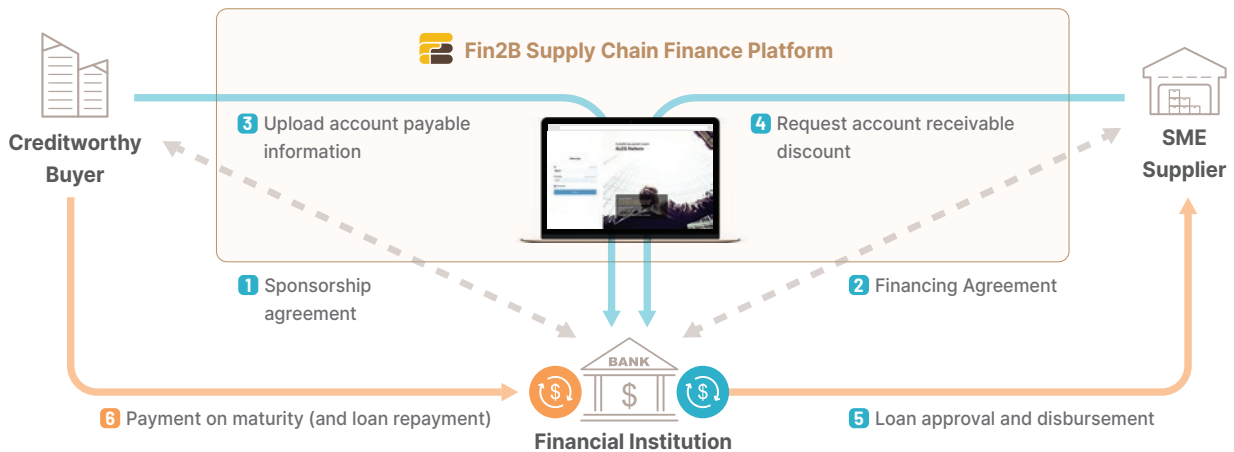 Fin2B Supply Chain Finance Platform
Creditworthy
Buyer
3 Upload account payable
information
4 Request account receivable
discount
SME
Supplier
1 Sponsorship
agreement
2 Financing Agreement
BANK
$
$
$
6 Payment on maturity (and loan repayment)
5 Loan approval and disbursement
Financial Institution